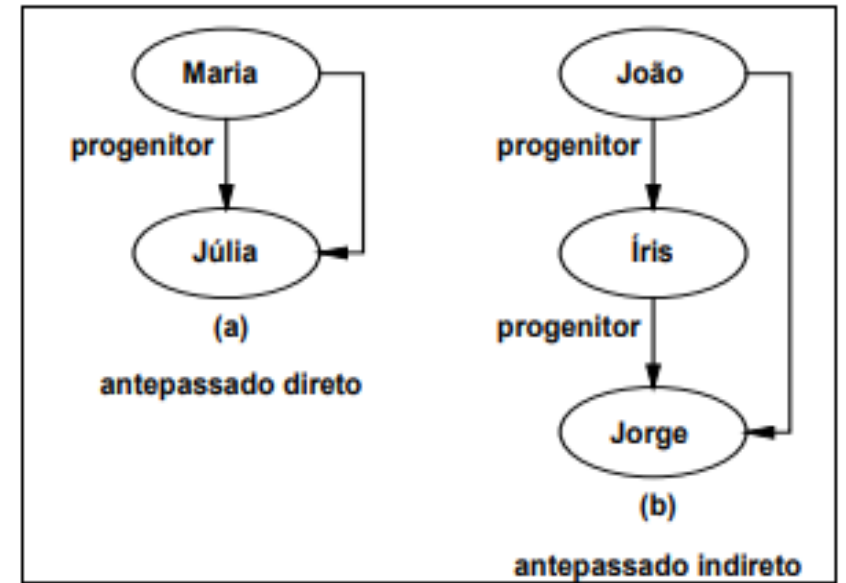 Maria
progenitor
Júlia
(a)
antepassado direto
João
progenitor
Íris
progenitor
Jorge
(b)
antepassado indireto